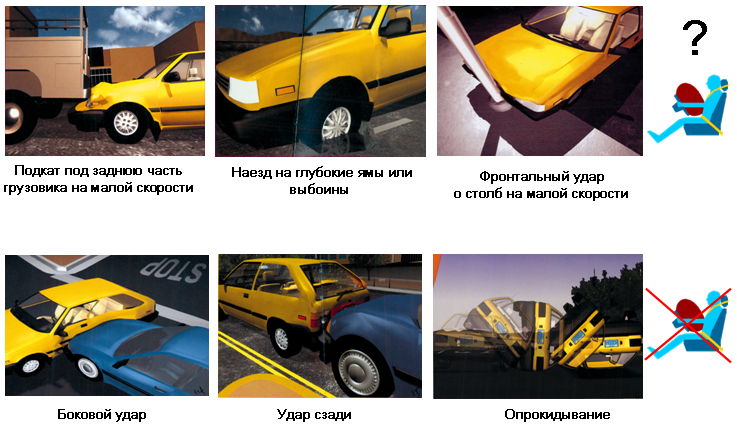 ?
Подкат под заднюю часть
грузовика на малой скорости
Наезд на глубокие ямы или
выбоины
Фронтальный удар
о столб на малой скорости
STOP
Боковой удар
Удар сзади
Опрокидывание